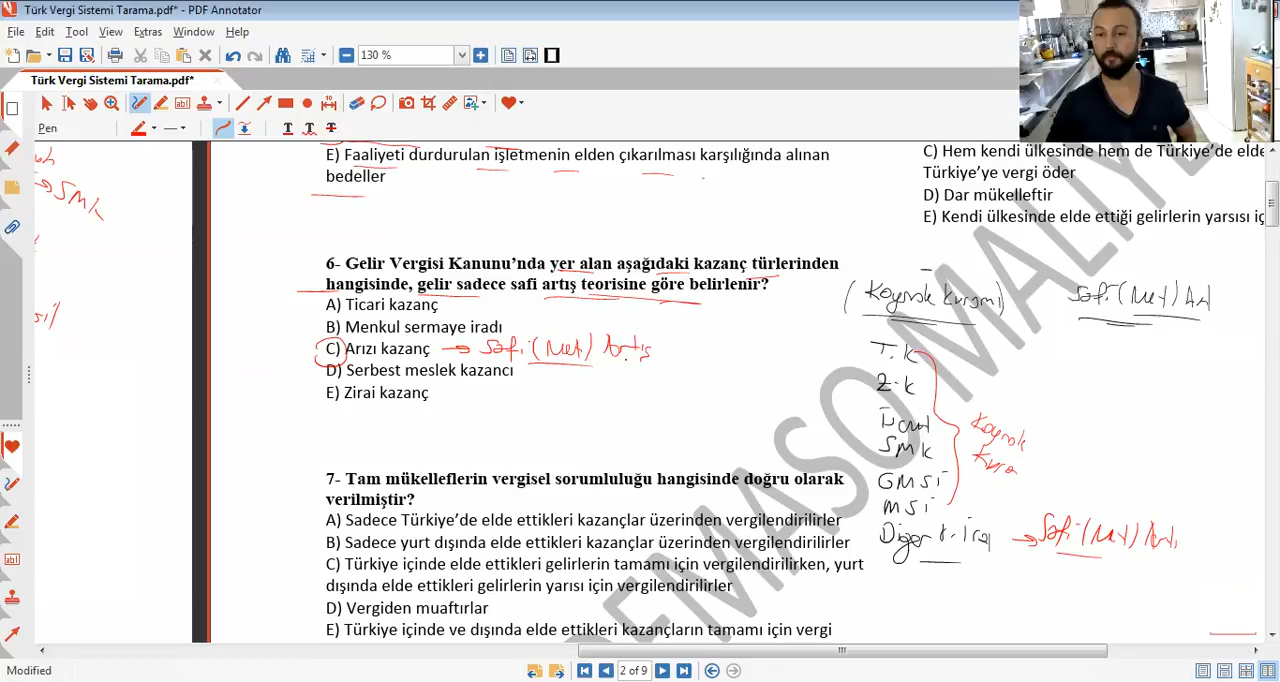 Türk Vergi Sistemi Tarama.pdf* - PDF Annotator
File Edit Tool View Extras Window Help
130 %
Türk Vergi Sistemi Tarama.pdf*
Pen
SMK
E) Faaliyeti durdurulan işletmenin elden çıkarılması karşılığında alınan
bedeller
6- Gelir Vergisi Kanunu’nda yer alan aşağıdaki kazanç türlerinden
hangisinde, gelir sadece safi artış teorisine göre belirlenir?
A) Ticari kazanç
B) Menkul sermaye iradı
C) Arızi kazanç → Safi (Net) Artış
D) Serbest meslek kazancı
E) Zirai kazanç
7- Tam mükelleflerin vergisel sorumluluğu hangisinde doğru olarak
verilmiştir?
A) Sadece Türkiye’de elde ettikleri kazançlar üzerinden vergilendirilirler
B) Sadece yurt dışında elde ettikleri kazançlar üzerinden vergilendirilirler
C) Türkiye içinde elde ettikleri gelirlerin tamamı için vergilendirilirken, yurt
dışında elde ettikleri gelirlerin yarısı için vergilendirilirler
D) Vergiden muaftırlar
E) Türkiye içinde ve dışında elde ettikleri kazançların tamamı için vergi
C) Hem kendi ülkesinde hem de Türkiye’de elde
Türkiye’ye vergi öder
D) Dar mükelleftir
E) Kendi ülkesinde elde ettiği gelirlerin yarısı iç
(Kaynak Kuramı) Safi (Net) Art
T.K
Z.K
Ücret
SMK
GMSİ
MSİ
Kaynak
Kura
Diğer → Safi (Net) Artı
DEMASO MALİYE
Modified
2 of 9